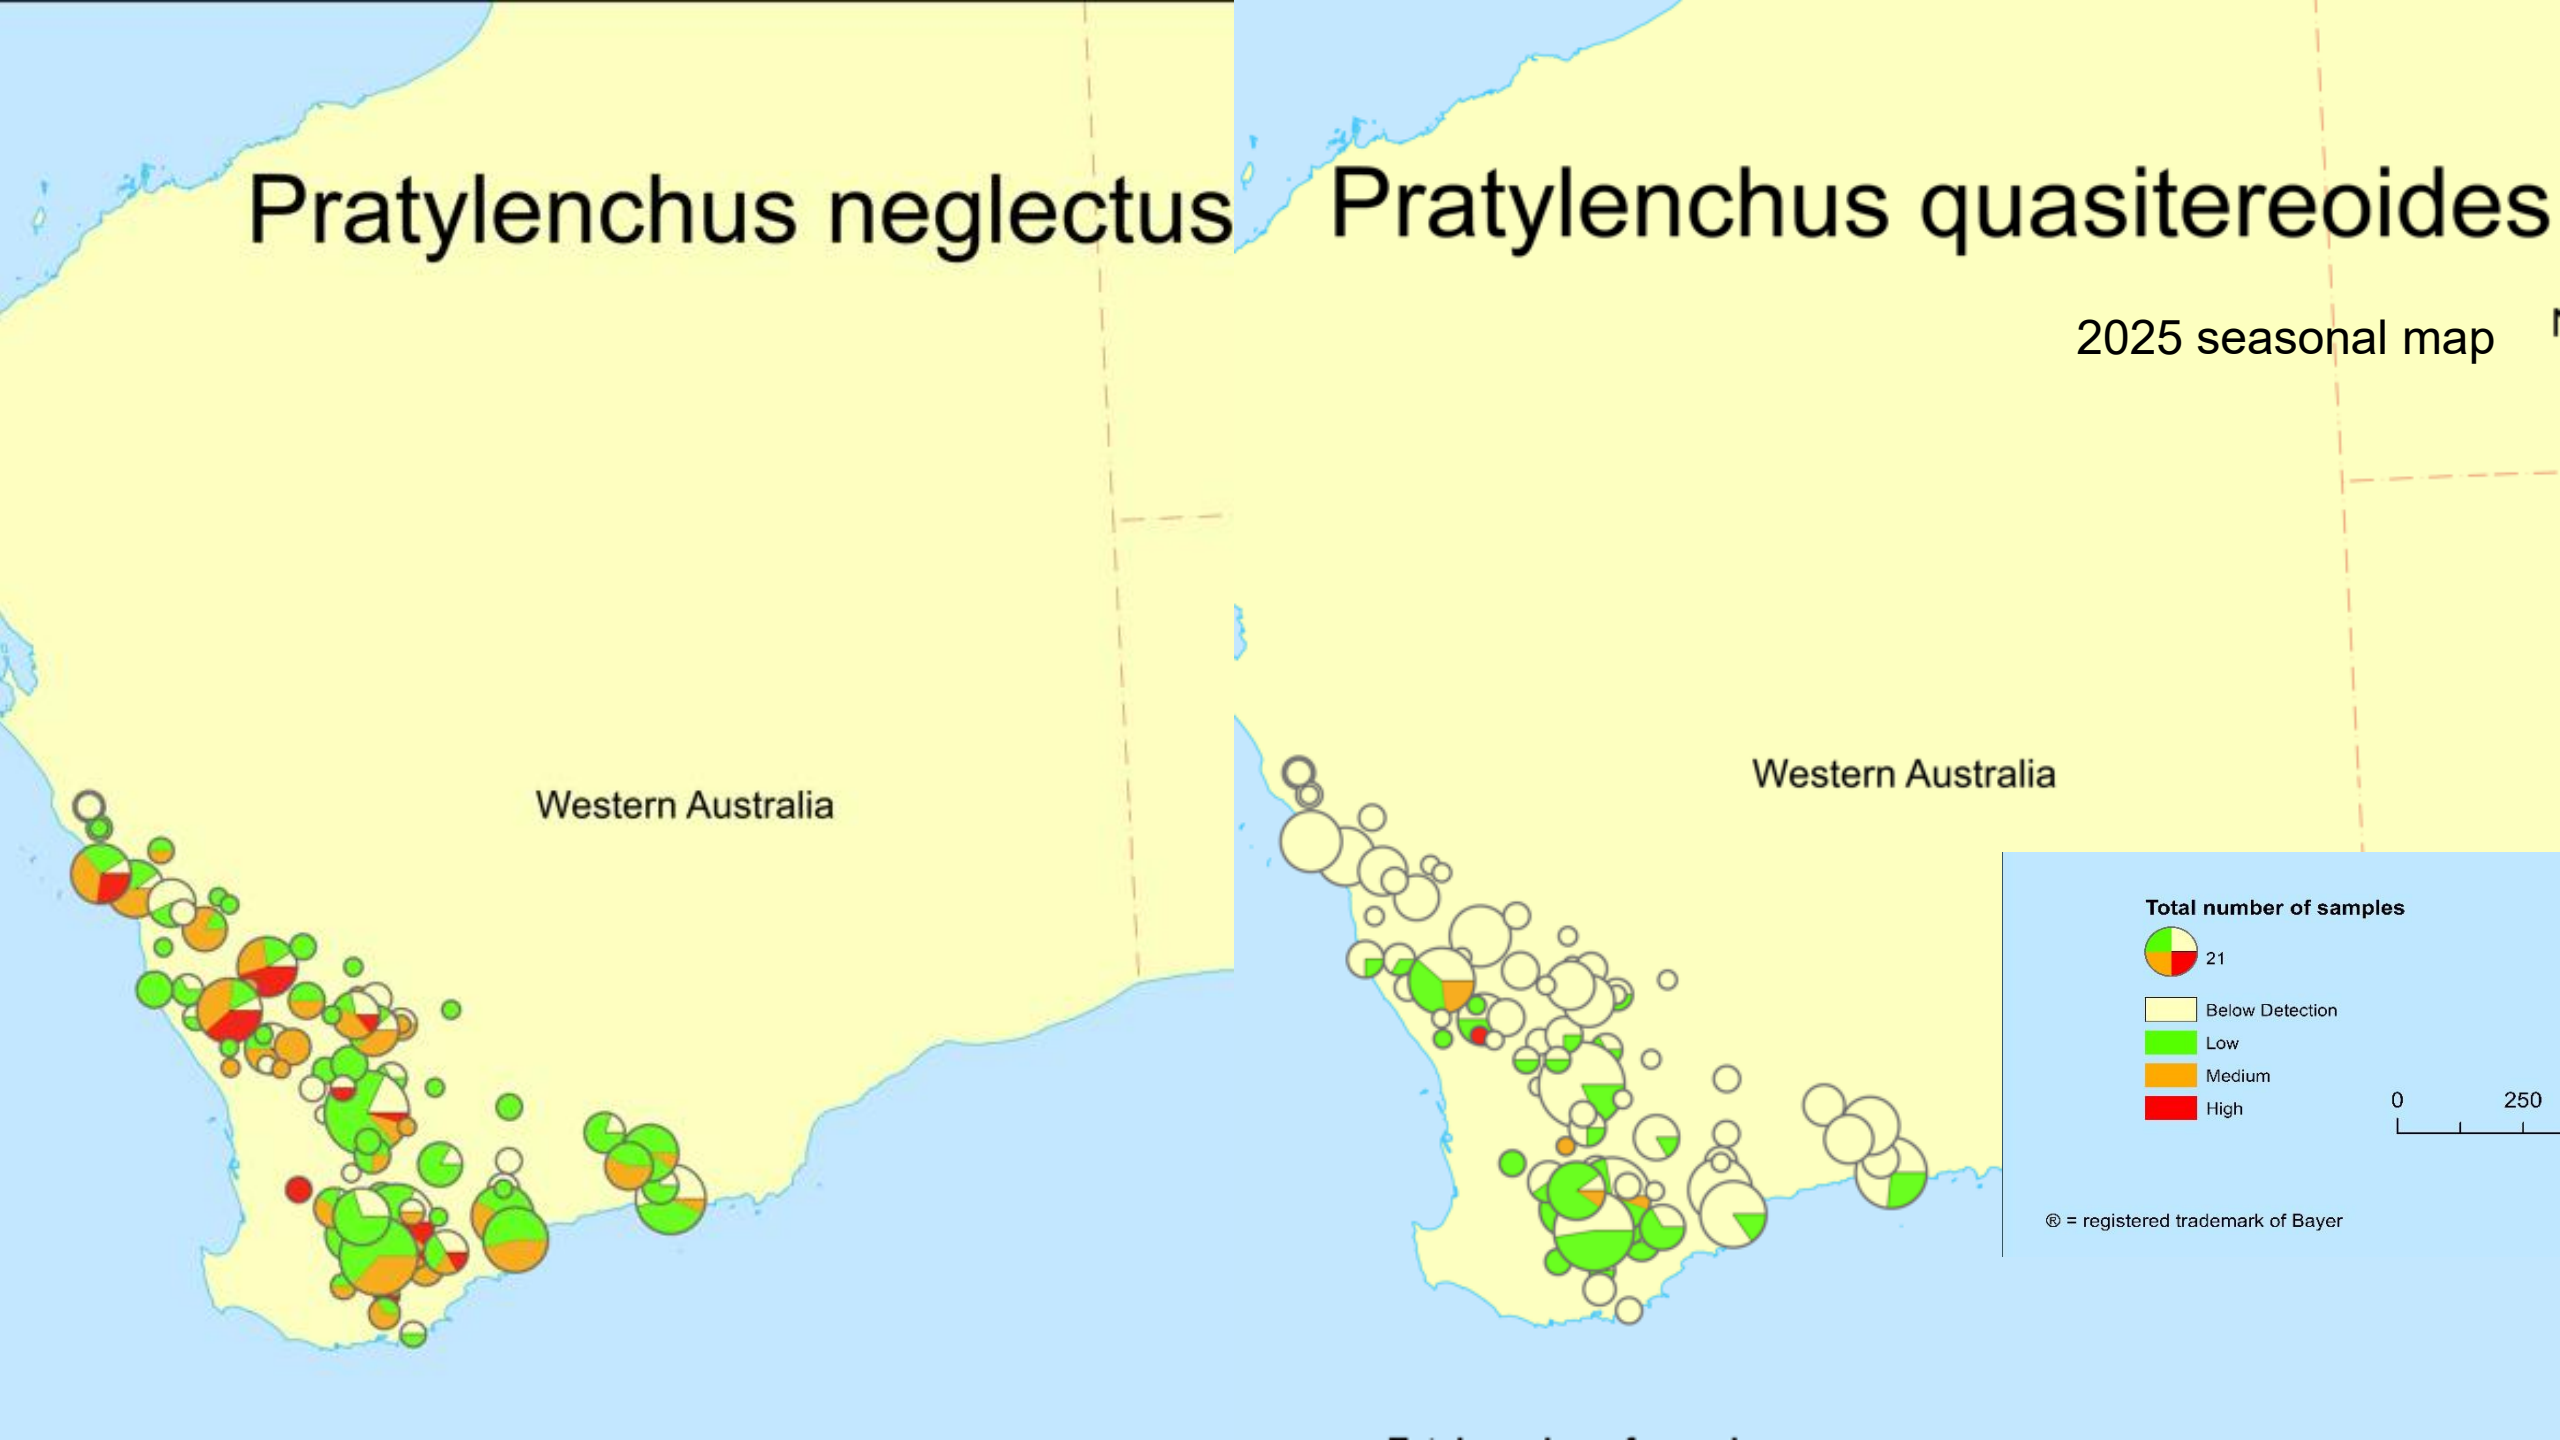 Pratylenchus neglectus
Western Australia
Pratylenchus quasitereoides
2025 seasonal map
Western Australia
Total number of samples
21
Below Detection
Low
Medium
High
0 250
® = registered trademark of Bayer